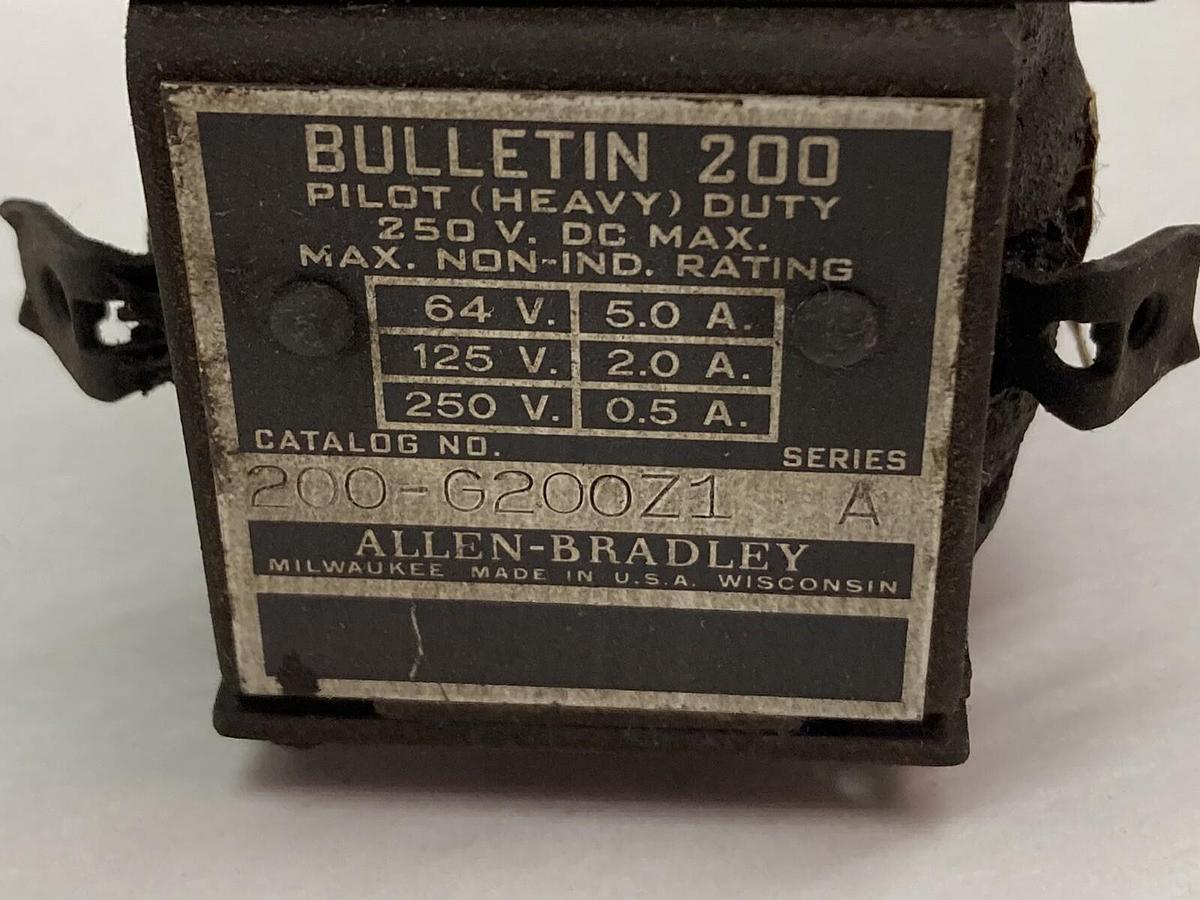 BULLETIN 200
PILOT (HEAVY) DUTY
250 V. DC MAX.
MAX. NON-IND. RATING
64 V. 5.0 A.
125 V. 2.0 A.
250 V. 0.5 A.
CATALOG NO. SERIES
200-G200Z1 A
ALLEN-BRADLEY
MILWAUKEE MADE IN U.S.A. WISCONSIN